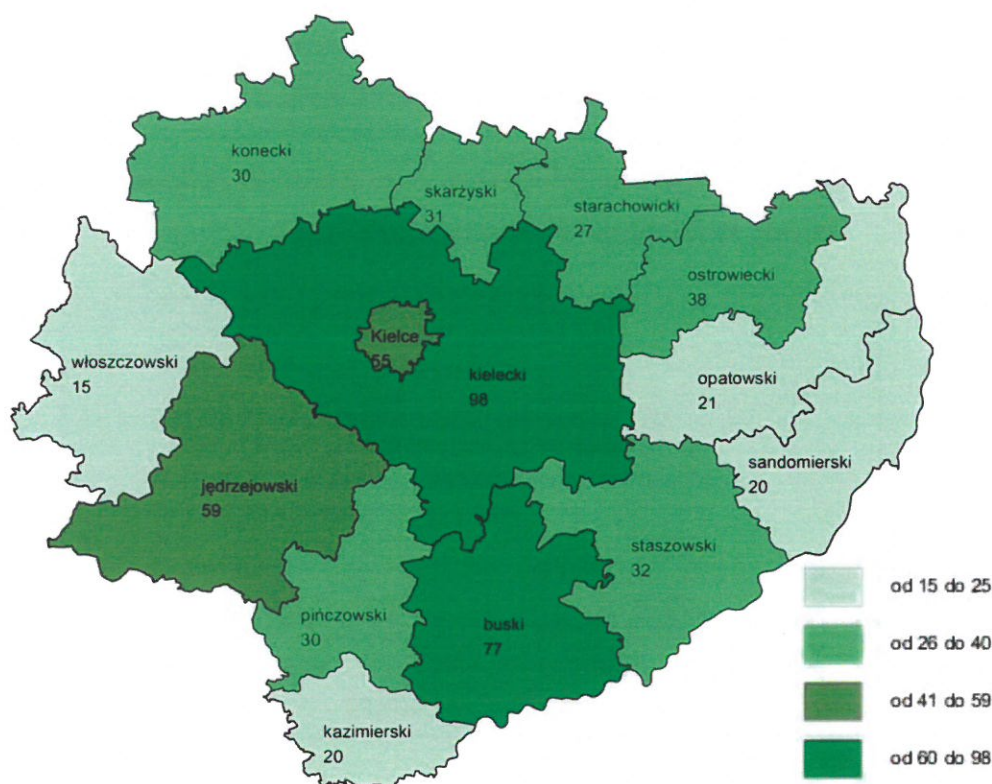 konecki
30
skarżyski
31
starachowicki
27
ostrowiecki
38
włoszczowski
15
Kielce
55
kielecki
98
opatowski
21
sandomierski
20
jędrzejowski
59
staszowski
32
pińczowski
30
buski
77
kazimierski
20
od 15 do 25
od 26 do 40
od 41 do 59
od 60 do 98